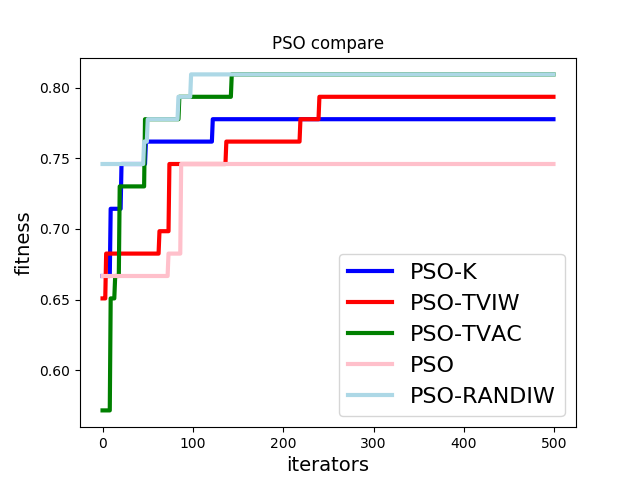 PSO compare
fitness
0.80
0.75
0.70
0.65
0.60
PSO-K
PSO-TVIW
PSO-TVAC
PSO
PSO-RANDIW
0 100 200 300 400 500
iterators